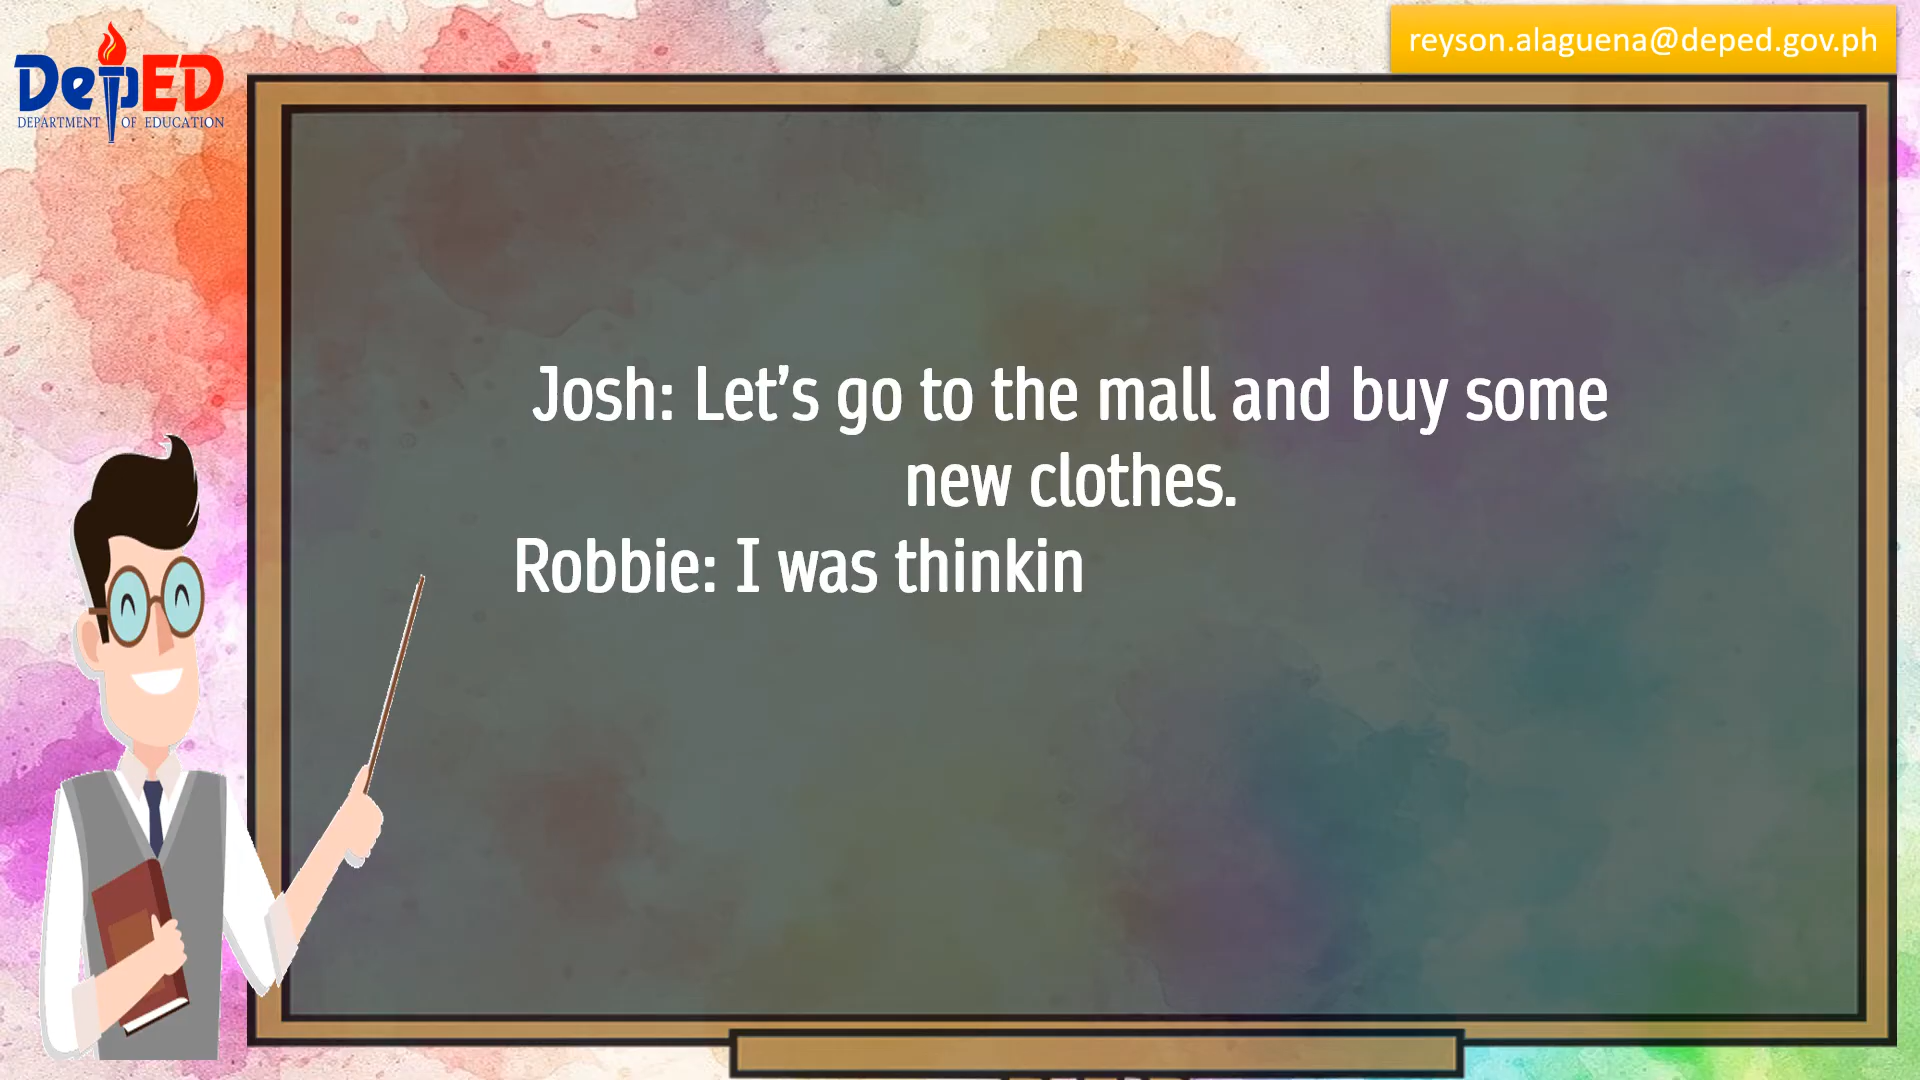 reyson.alaguena@deped.gov.ph
DepED
DEPARTMENT OF EDUCATION
Josh: Let’s go to the mall and buy some
new clothes.
Robbie: I was thinkin